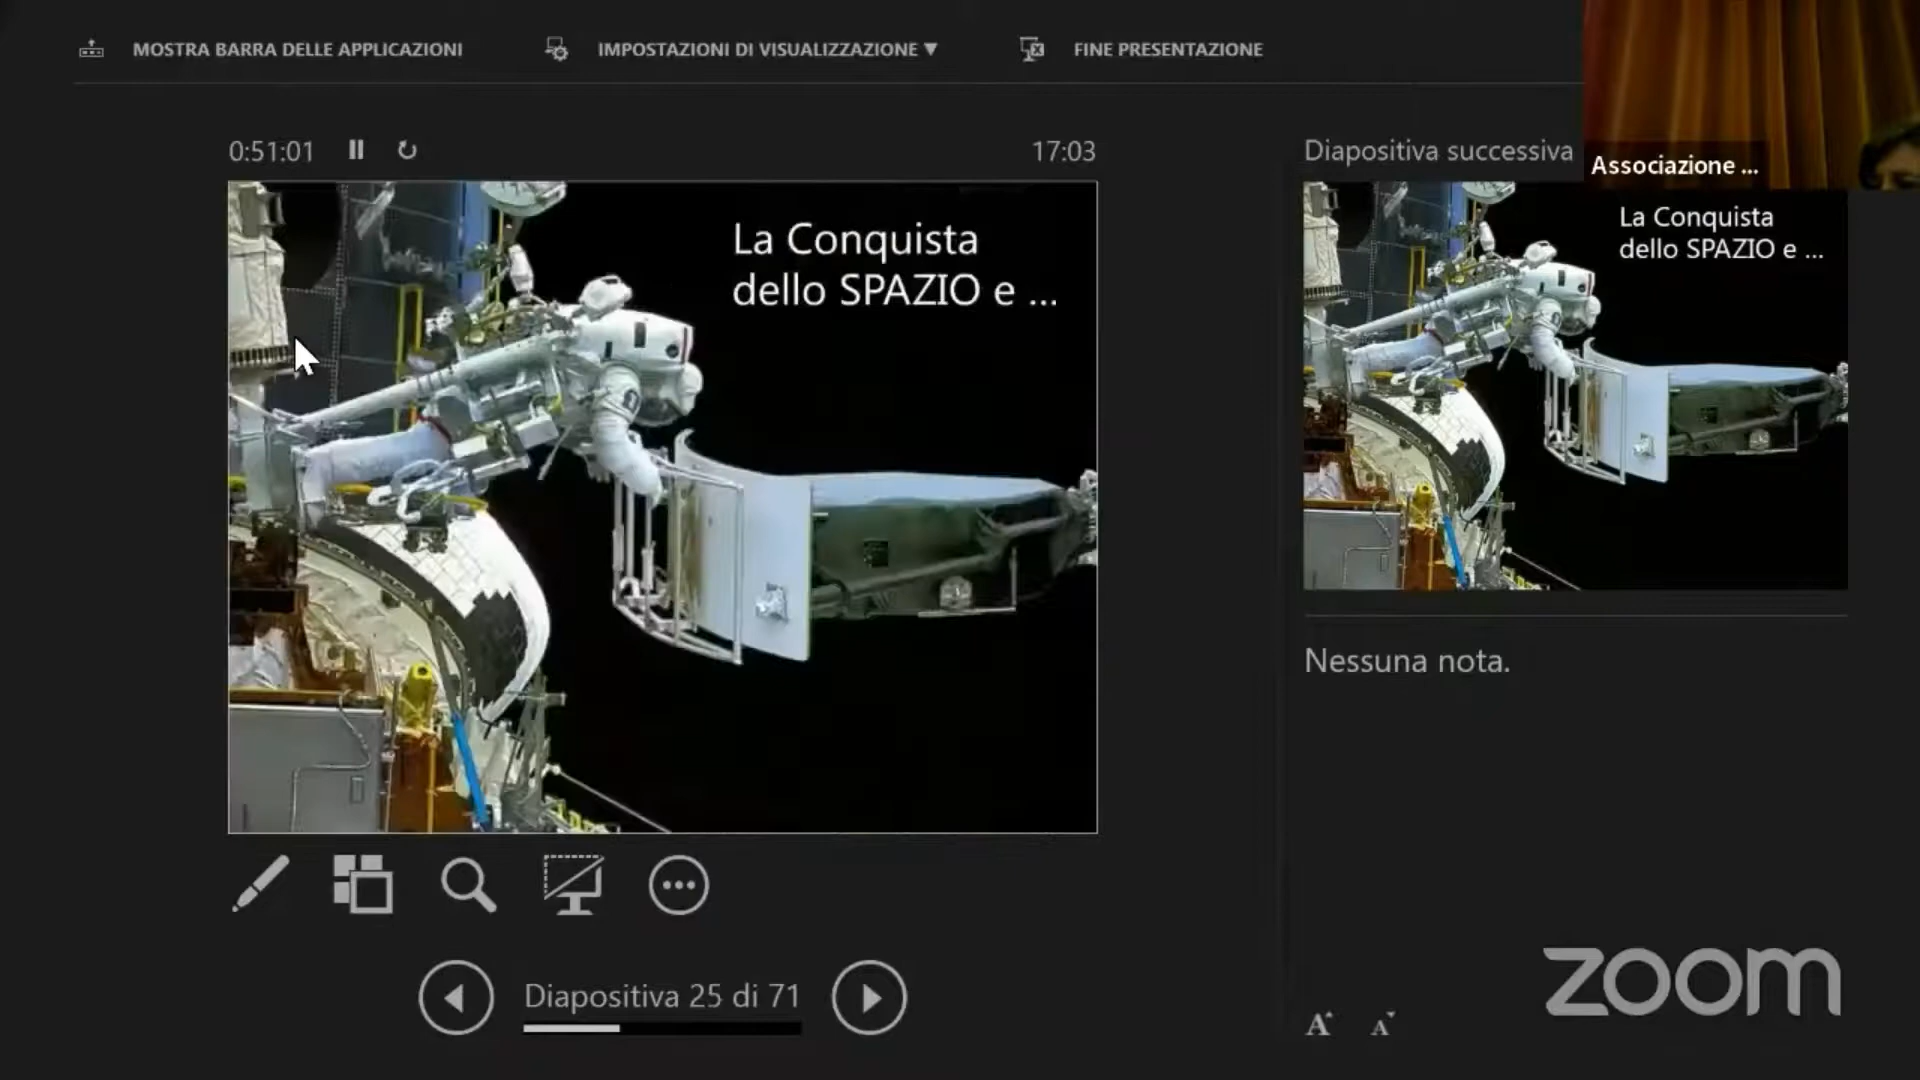 MOSTRA BARRA DELLE APPLICAZIONI
IMPOSTAZIONI DI VISUALIZZAZIONE ▼
FINE PRESENTAZIONE
0:51:01
17:03
La Conquista
dello SPAZIO e ...
Diapositiva 25 di 71
Diapositiva successiva
Associazione ...
La Conquista
dello SPAZIO e ...
Nessuna nota.
A
A
zoom